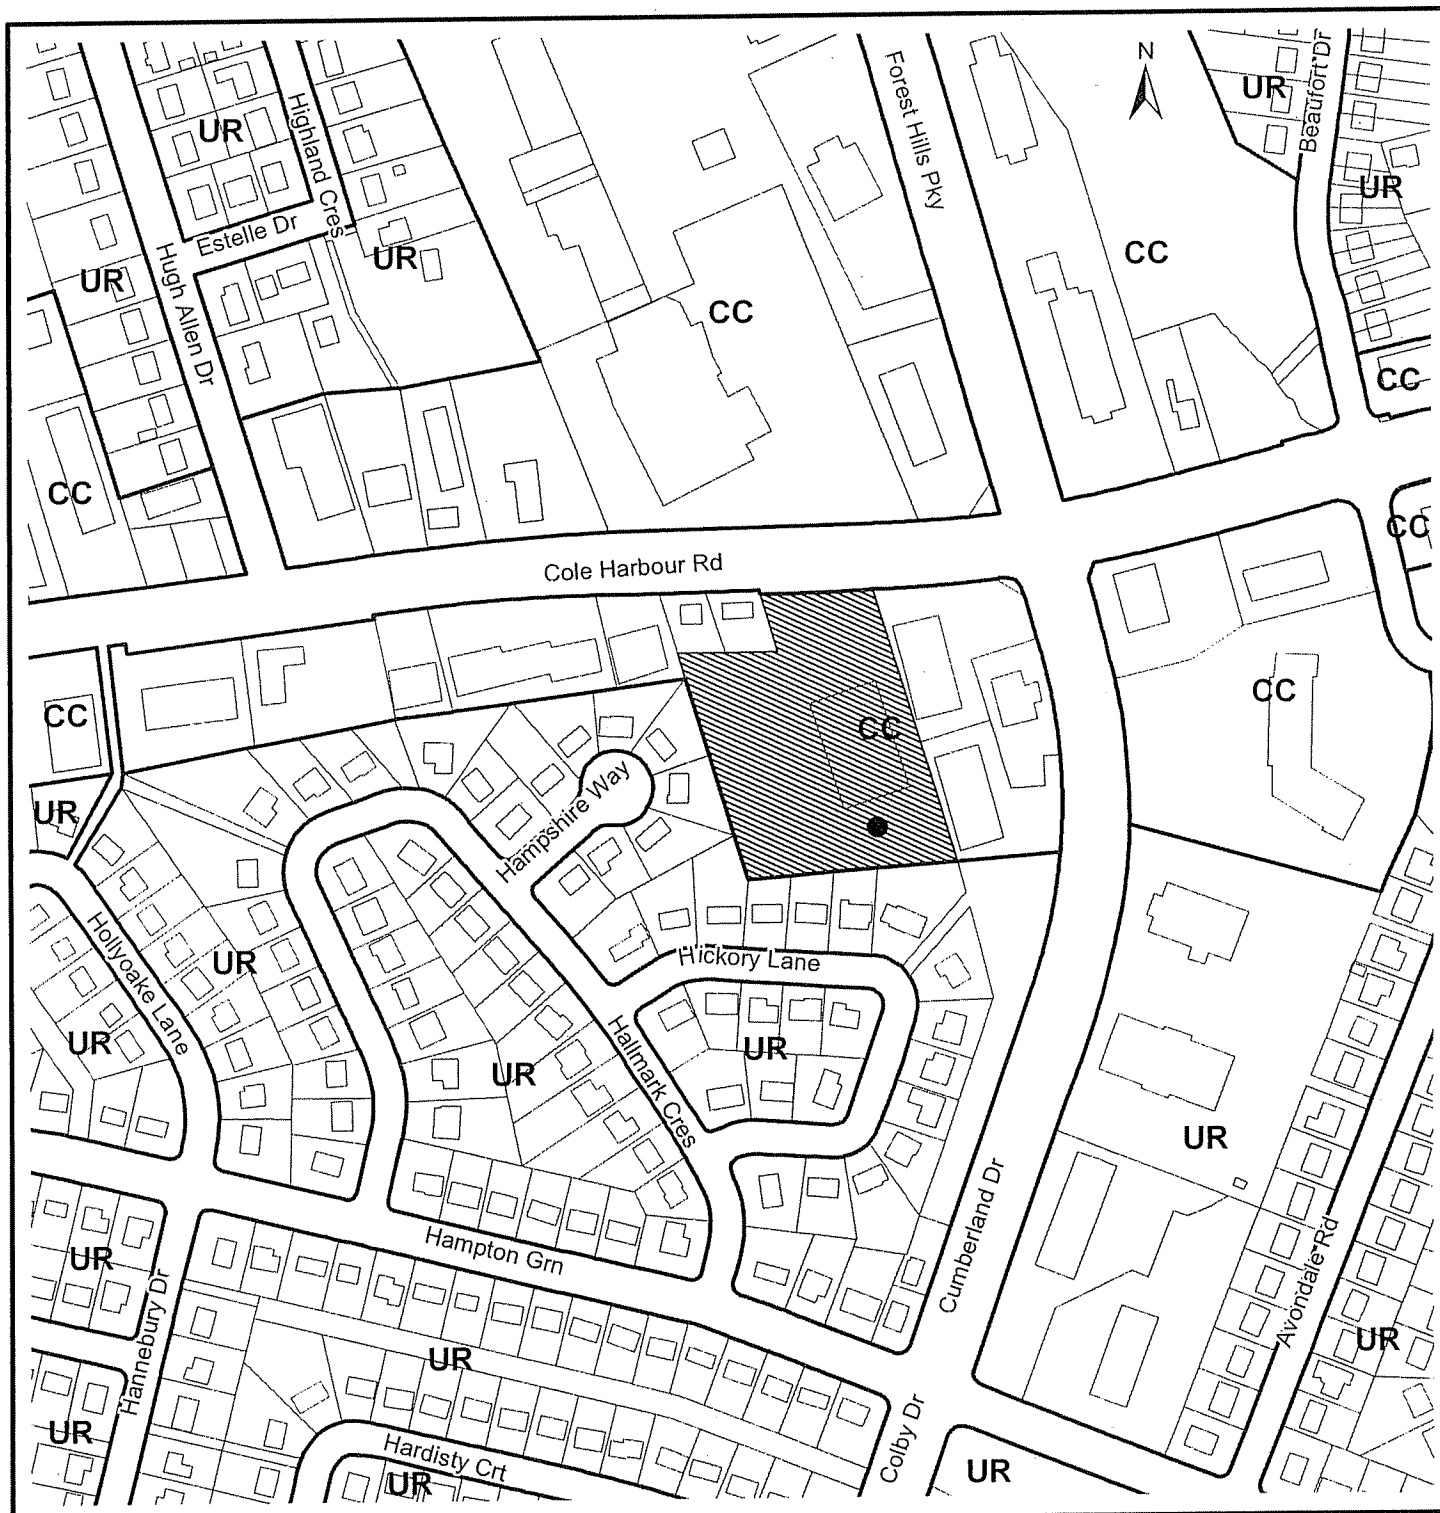 N
UR
Beaufort Dr
Forest Hills Pky
Highland Cres
UR
UR
Estelle Dr
UR
UR
CC
Hugh Allen Dr
CC
CC
CC
CC
Cole Harbour Rd
CC
CC
CC
UR
Hampshire Way
Hollyoake Lane
UR
Hickory Lane
UR
UR
UR
Hallmark Cres
UR
Cumberland Dr
Hampton Grn
UR
Hannebury Dr
Avondale Rd
UR
UR
UR
Colby Dr
Hardisty Crt
UR
UR